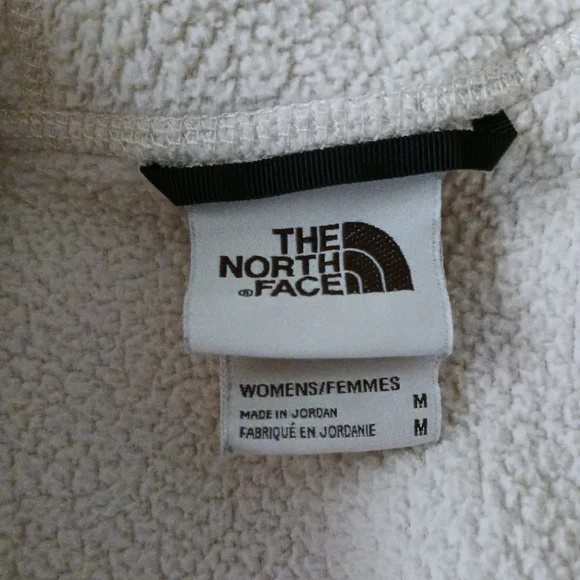 THE
NORTH
® FACE
WOMENS/FEMMES
MADE IN JORDAN M
FABRIQUÉ EN JORDANIE M